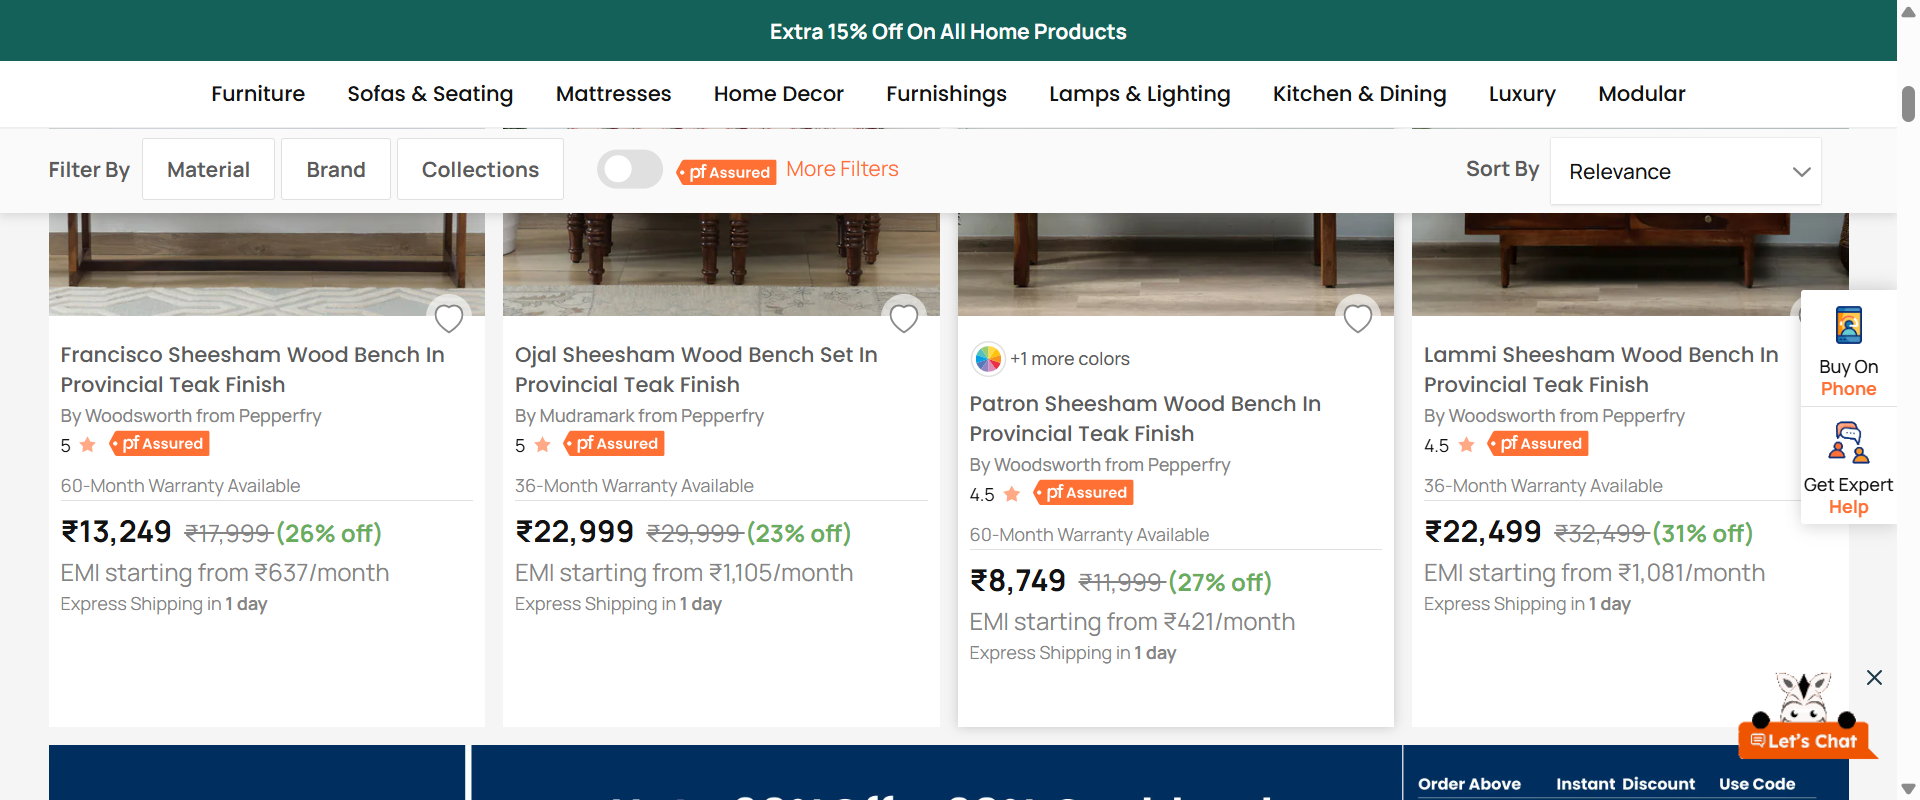 Extra 15% Off On All Home Products
Furniture Sofas & Seating Mattresses Home Decor Furnishings Lamps & Lighting Kitchen & Dining Luxury Modular
Filter By Material Brand Collections pf Assured More Filters Sort By Relevance
Francisco Sheesham Wood Bench In
Provincial Teak Finish
By Woodsworth from Pepperfry
5 pf Assured
60-Month Warranty Available
₹13,249 ₹17,999 (26% off)
EMI starting from ₹637/month
Express Shipping in 1 day
Ojal Sheesham Wood Bench Set In
Provincial Teak Finish
By Mudramark from Pepperfry
5 pf Assured
36-Month Warranty Available
₹22,999 ₹29,999 (23% off)
EMI starting from ₹1,105/month
Express Shipping in 1 day
+1 more colors
Patron Sheesham Wood Bench In
Provincial Teak Finish
By Woodsworth from Pepperfry
4.5 pf Assured
60-Month Warranty Available
₹8,749 ₹11,999 (27% off)
EMI starting from ₹421/month
Express Shipping in 1 day
Lammi Sheesham Wood Bench In
Provincial Teak Finish
By Woodsworth from Pepperfry
4.5 pf Assured
36-Month Warranty Available
₹22,499 ₹32,499 (31% off)
EMI starting from ₹1,081/month
Express Shipping in 1 day
Buy On
Phone
Get Expert
Help
Let's Chat
Order Above Instant Discount Use Code